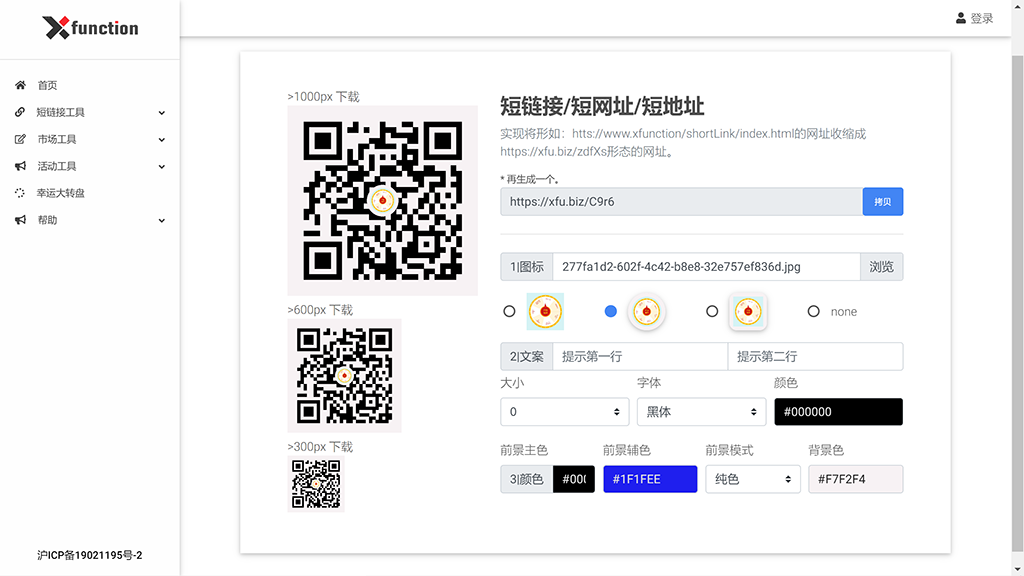 Xfunction
登录
首页
短链接工具
市场工具
活动工具
幸运大转盘
帮助
沪ICP备19021195号-2
>1000px 下载
>600px 下载
>300px 下载
短链接/短网址/短地址
实现将形如：htts://www.xfunction/shortLink/index.html的网址收缩成
https://xfu.biz/zdfXs形态的网址。
* 再生成一个。
https://xfu.biz/C9r6 拷贝
1|图标 277fa1d2-602f-4c42-b8e8-32e757ef836d.jpg 浏览
none
2|文案 提示第一行 提示第二行
大小 字体 颜色
0 黑体 #000000
前景主色 前景辅色 前景模式 背景色
3|颜色 #000 #1F1FEE 纯色 #F7F2F4